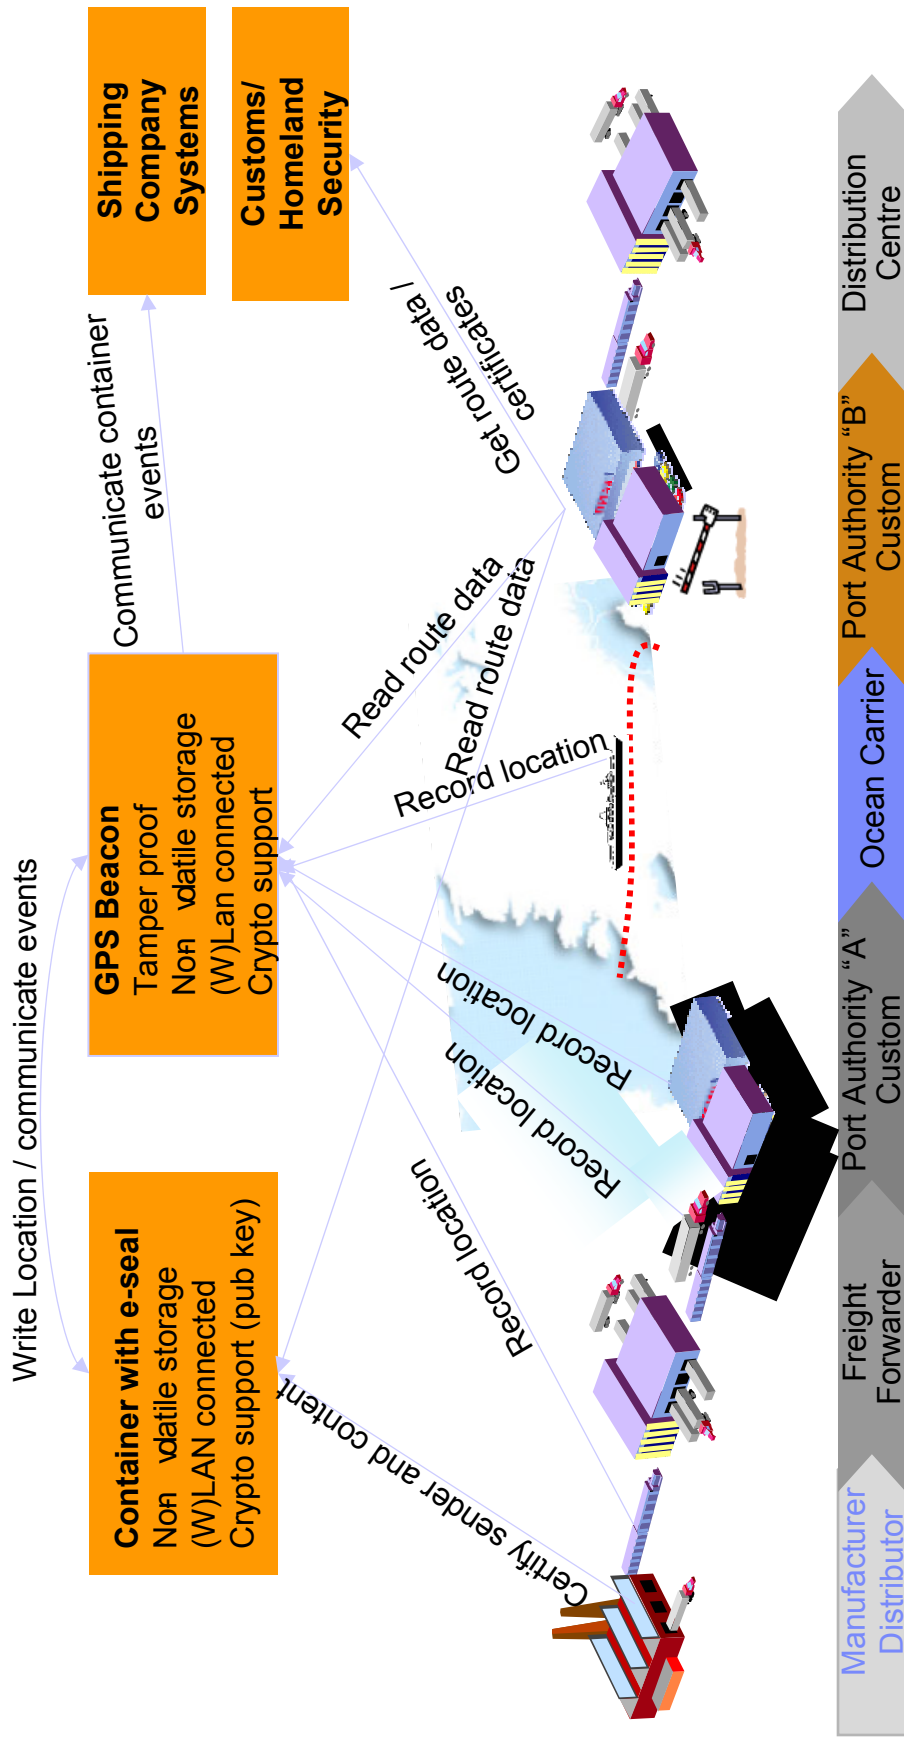 Write Location / communicate events
Container with e-seal
Non volatile storage
(W)LAN connected
Crypto support (pub key)
GPS Beacon
Tamper proof
Non volatile storage
(W)Lan connected
Crypto support
Communicate container
events
Shipping
Company
Systems
Customs/
Homeland
Security
Certify sender and content
Record location
Record location
Record location
Record location
Read route data
Read route data
Get route data /
certificates
Manufacturer
Distributor
Freight
Forwarder
Port Authority “A”
Custom
Ocean Carrier
Port Authority “B”
Custom
Distribution
Centre